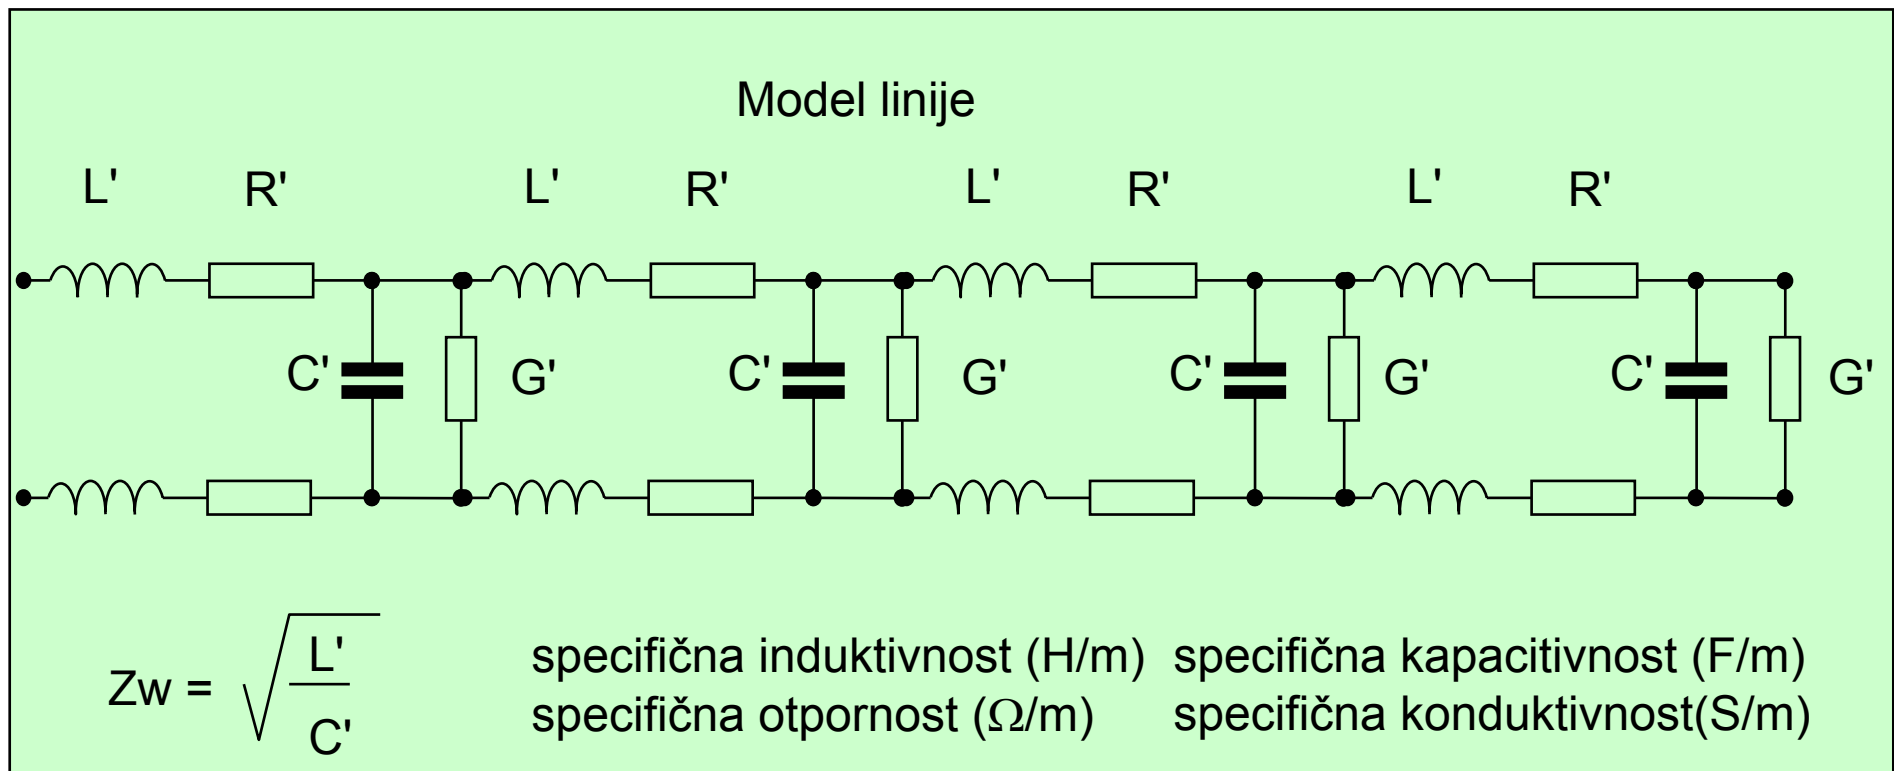 Model linije
L' R' L' R' L' R' L' R'
C' G' C' G' C' G' C' G'
Zw = √ L'
C'
specifična induktivnost (H/m) specifična kapacitivnost (F/m)
specifična otpornost (Ω/m) specifična konduktivnost(S/m)